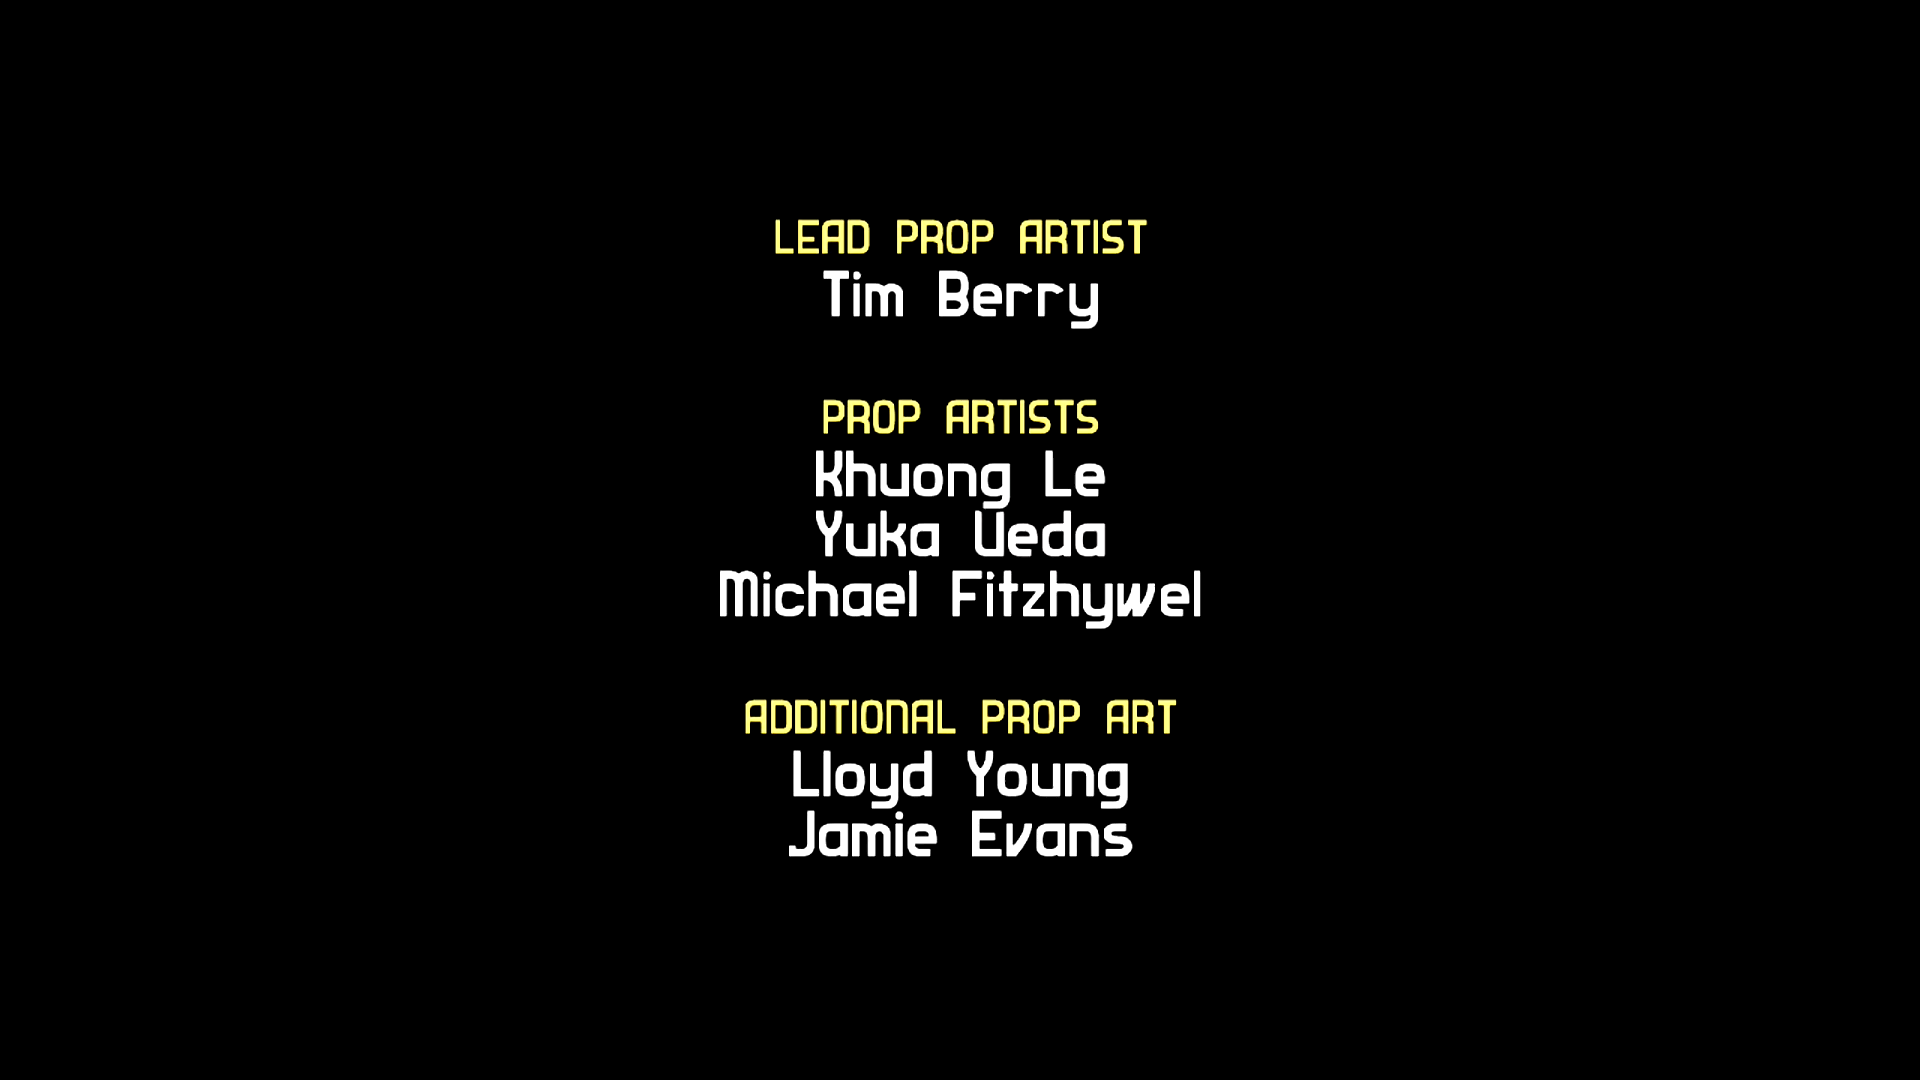 LEAD PROP ARTIST
Tim Berry
PROP ARTISTS
Khuong Le
Yuka Ueda
Michael Fitzhywel
ADDITIONAL PROP ART
Lloyd Young
Jamie Evans